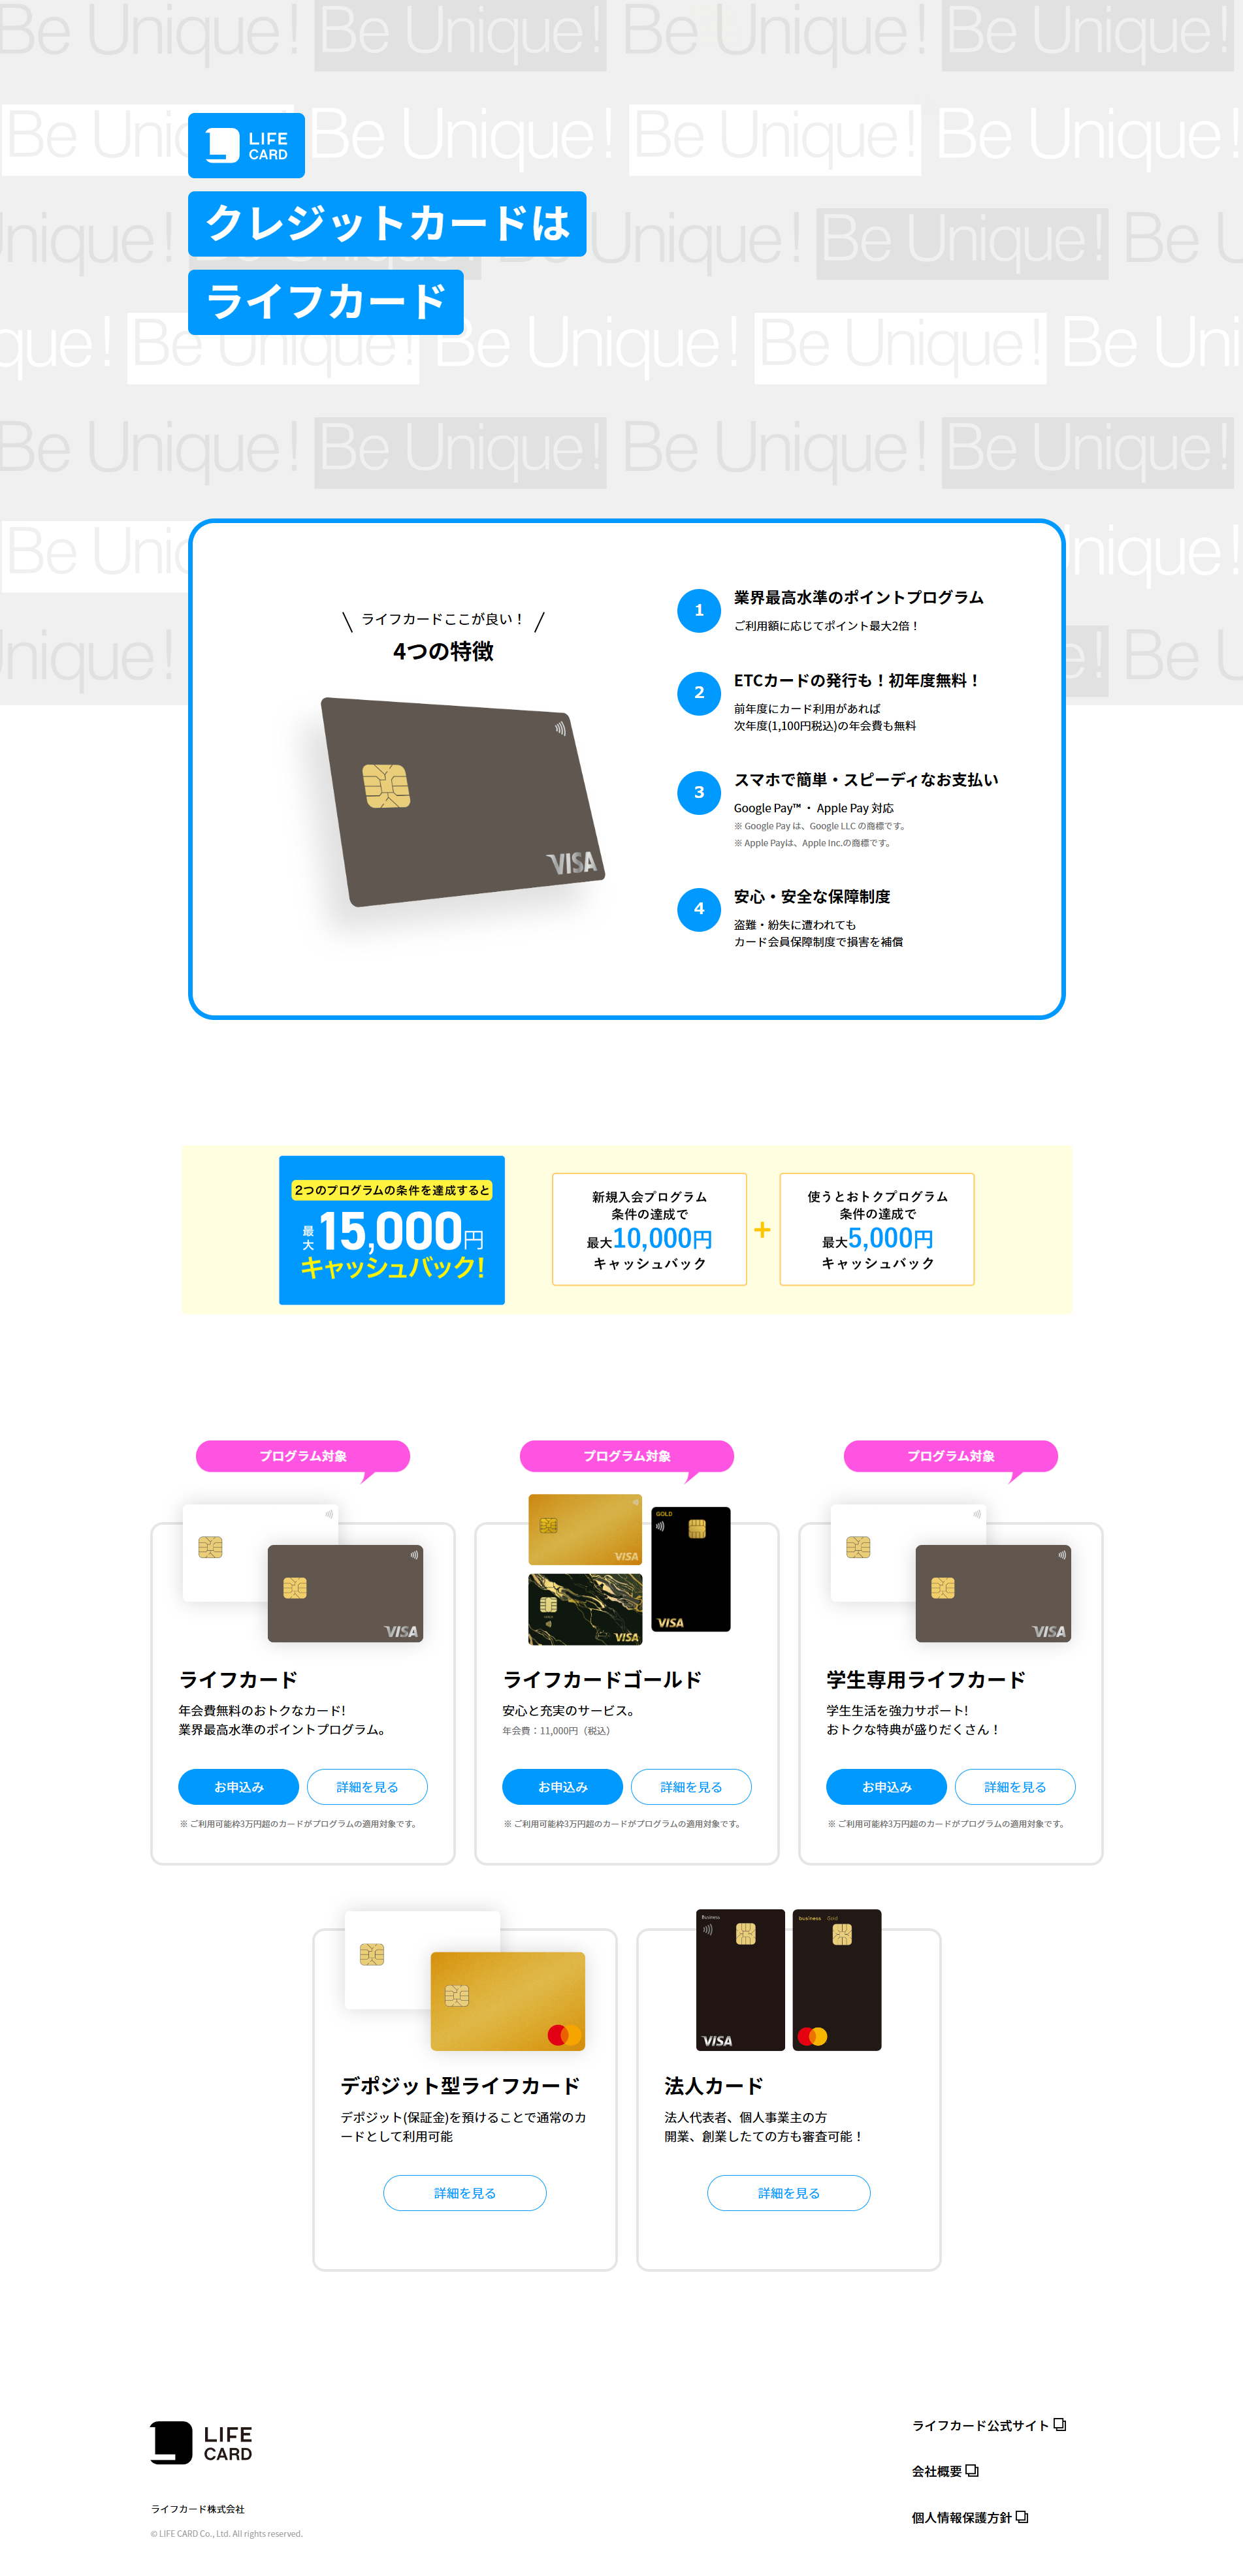 Be Unique! Be Unique! Be Unique! Be Unique!
Be Unique! Be Unique! Be Unique!
LIFE
CARD
Unique! Be Unique! Be
クレジットカードは
ライフカード
que! Be Unique! Be Unique! Be Unique! Be Uni
Be Unique! Be Unique! Be Unique! Be Unique!
Be nique!
nique! e! Be
ライフカードここが良い！
4つの特徴
VISA
1
業界最高水準のポイントプログラム
ご利用額に応じてポイント最大2倍！
2
ETCカードの発行も！初年度無料！
前年度にカード利用があれば
次年度(1,100円税込)の年会費も無料
3
スマホで簡単・スピーディなお支払い
Google Pay™ ・ Apple Pay 対応
※ Google Pay は、Google LLC の商標です。
※ Apple Payは、Apple Inc.の商標です。
4
安心・安全な保障制度
盗難・紛失に遭われても
カード会員保障制度で損害を補償
2つのプログラムの条件を達成すると
最大15,000円
キャッシュバック!
新規入会プログラム
条件の達成で
最大10,000円
キャッシュバック
+
使うとおトクプログラム
条件の達成で
最大5,000円
キャッシュバック
プログラム対象
VISA
ライフカード
年会費無料のおトクなカード!
業界最高水準のポイントプログラム。
お申込み
詳細を見る
※ ご利用可能枠3万円超のカードがプログラムの適用対象です。
プログラム対象
VISA
GOLD
VISA
VISA
ライフカードゴールド
安心と充実のサービス。
年会費：11,000円（税込）
お申込み
詳細を見る
※ ご利用可能枠3万円超のカードがプログラムの適用対象です。
プログラム対象
VISA
学生専用ライフカード
学生生活を強力サポート!
おトクな特典が盛りだくさん！
お申込み
詳細を見る
※ ご利用可能枠3万円超のカードがプログラムの適用対象です。
デポジット型ライフカード
デポジット(保証金)を預けることで通常のカ
ードとして利用可能
詳細を見る
Business
VISA
business Gold
法人カード
法人代表者、個人事業主の方
開業、創業したての方も審査可能！
詳細を見る
LIFE
CARD
ライフカード株式会社
© LIFE CARD Co., Ltd. All rights reserved.
ライフカード公式サイト
会社概要
個人情報保護方針